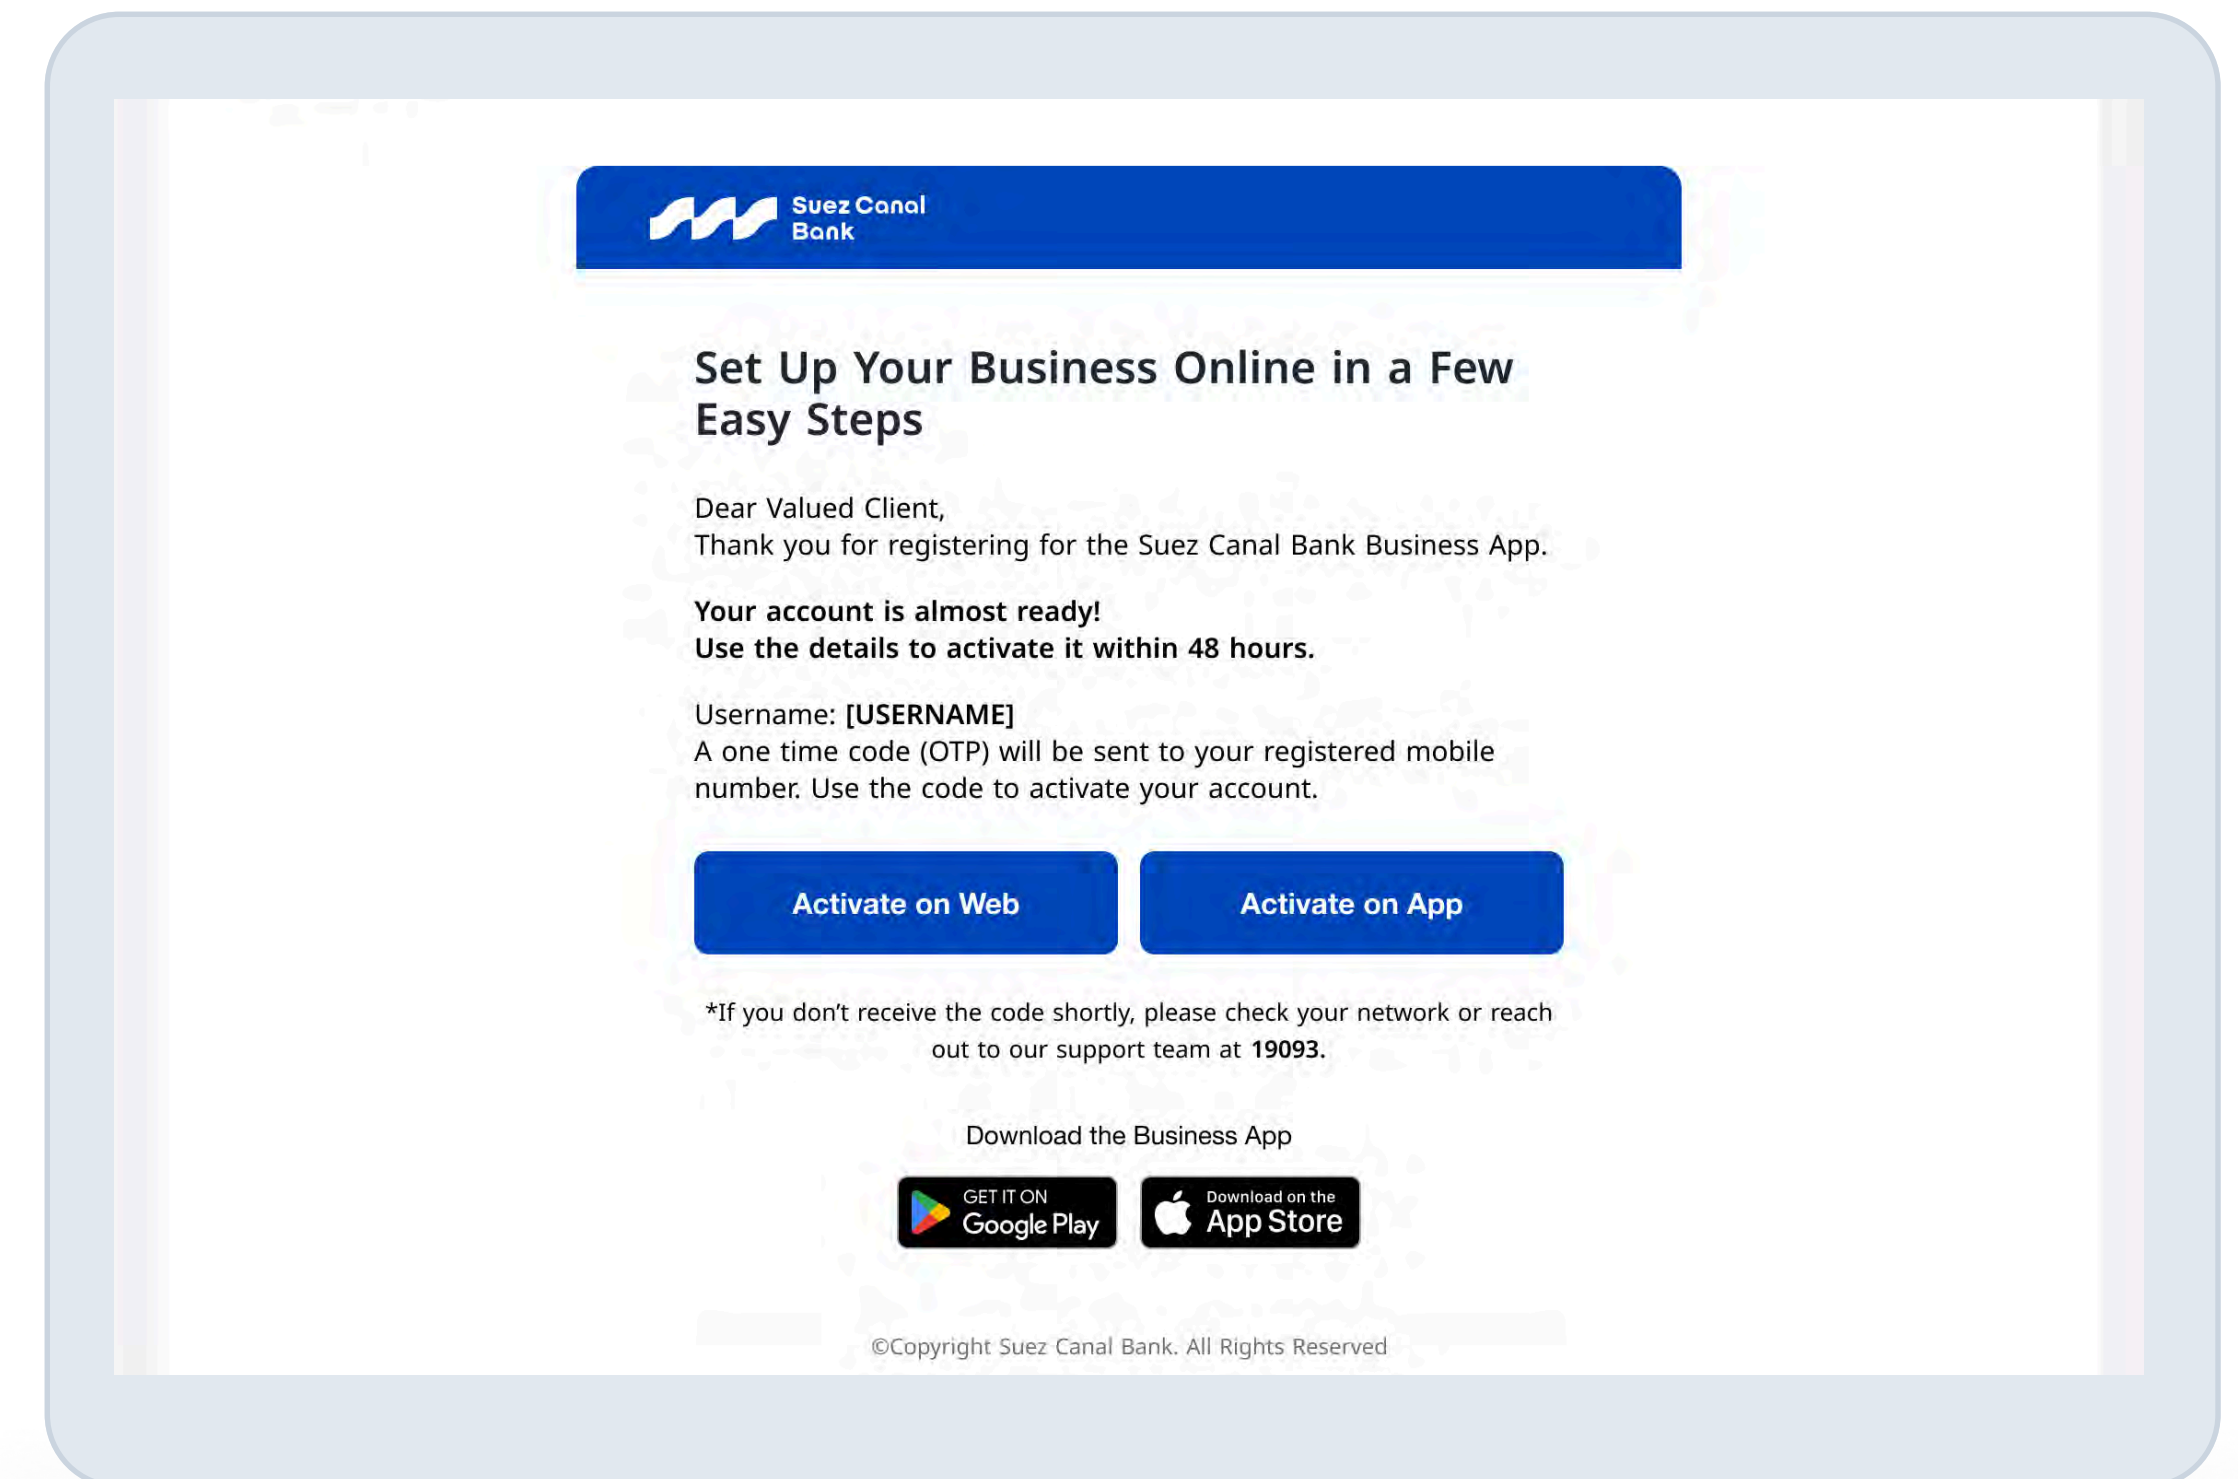 Suez Canal
Bank
Set Up Your Business Online in a Few
Easy Steps
Dear Valued Client,
Thank you for registering for the Suez Canal Bank Business App.
Your account is almost ready!
Use the details to activate it within 48 hours.
Username: [USERNAME]
A one time code (OTP) will be sent to your registered mobile
number. Use the code to activate your account.
Activate on Web
Activate on App
*If you don’t receive the code shortly, please check your network or reach
out to our support team at 19093.
Download the Business App
GET IT ON
Google Play
Download on the
App Store
©Copyright Suez Canal Bank. All Rights Reserved